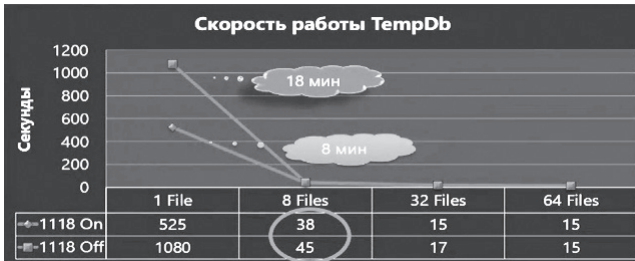 Скорость работы TempDb
Секунды
1200
1000
800
600
400
200
0
18 мин
8 мин
1 File 8 Files 32 Files 64 Files
1118 On 525 38 15 15
1118 Off 1080 45 17 15